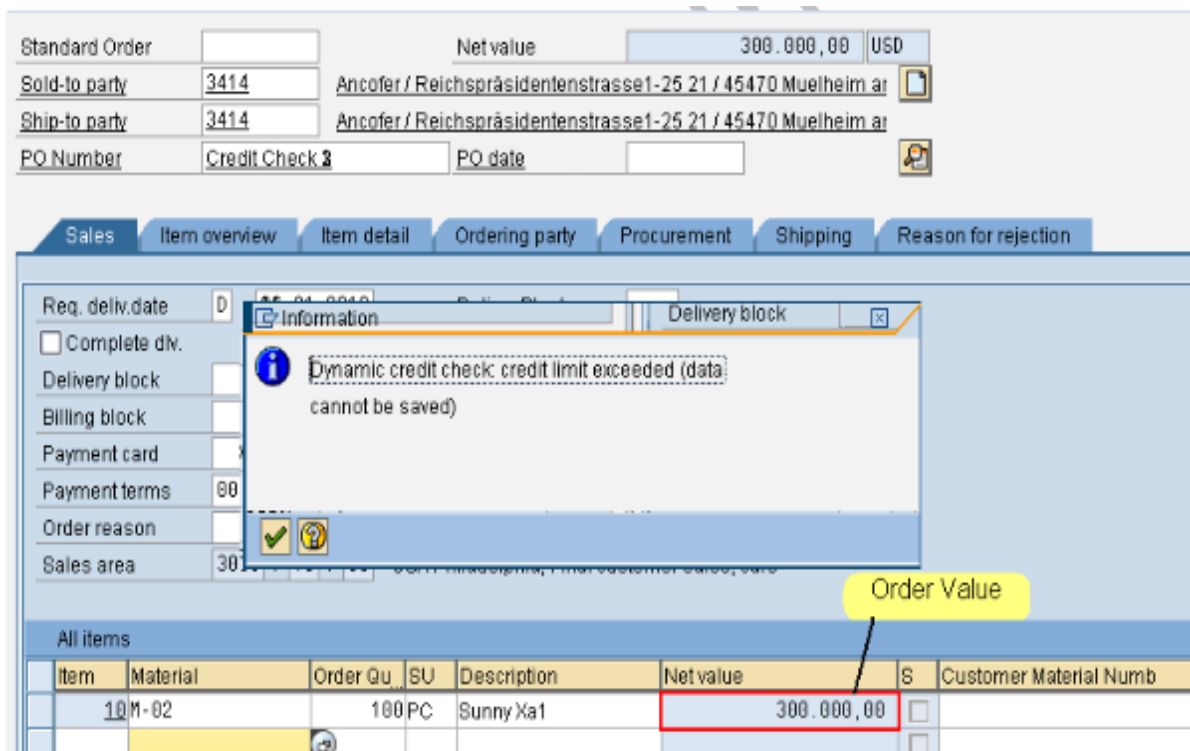 Standard Order Net value 300.000,00 USD
Sold-to party 3414 Ancofer / Reichspräsidentenstrasse1-25 21 / 45470 Muelheim ar
Ship-to party 3414 Ancofer / Reichspräsidentenstrasse1-25 21 / 45470 Muelheim ar
PO Number Credit Check 3 PO date
Sales Item overview Item detail Ordering party Procurement Shipping Reason for rejection
Req. deliv.date D
Information Delivery block
Complete dlv.
Dynamic credit check: credit limit exceeded (data
Delivery block
cannot be saved)
Billing block
Payment card
Payment terms 00
Order reason
Sales area
Order Value
All items
Item Material Order Qu... SU Description Net value S Customer Material Numb
10 M-02 100 PC Sunny Xa1 300.000,00